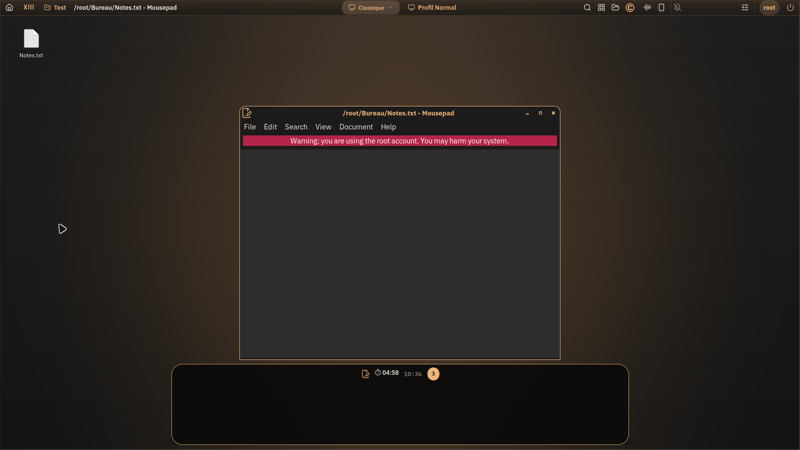 XIII Test /root/Bureau/Notes.txt - Mousepad Classique Profil Normal root
Notes.txt
/root/Bureau/Notes.txt - Mousepad
File Edit Search View Document Help
Warning: you are using the root account. You may harm your system.
04:58 10:36 3